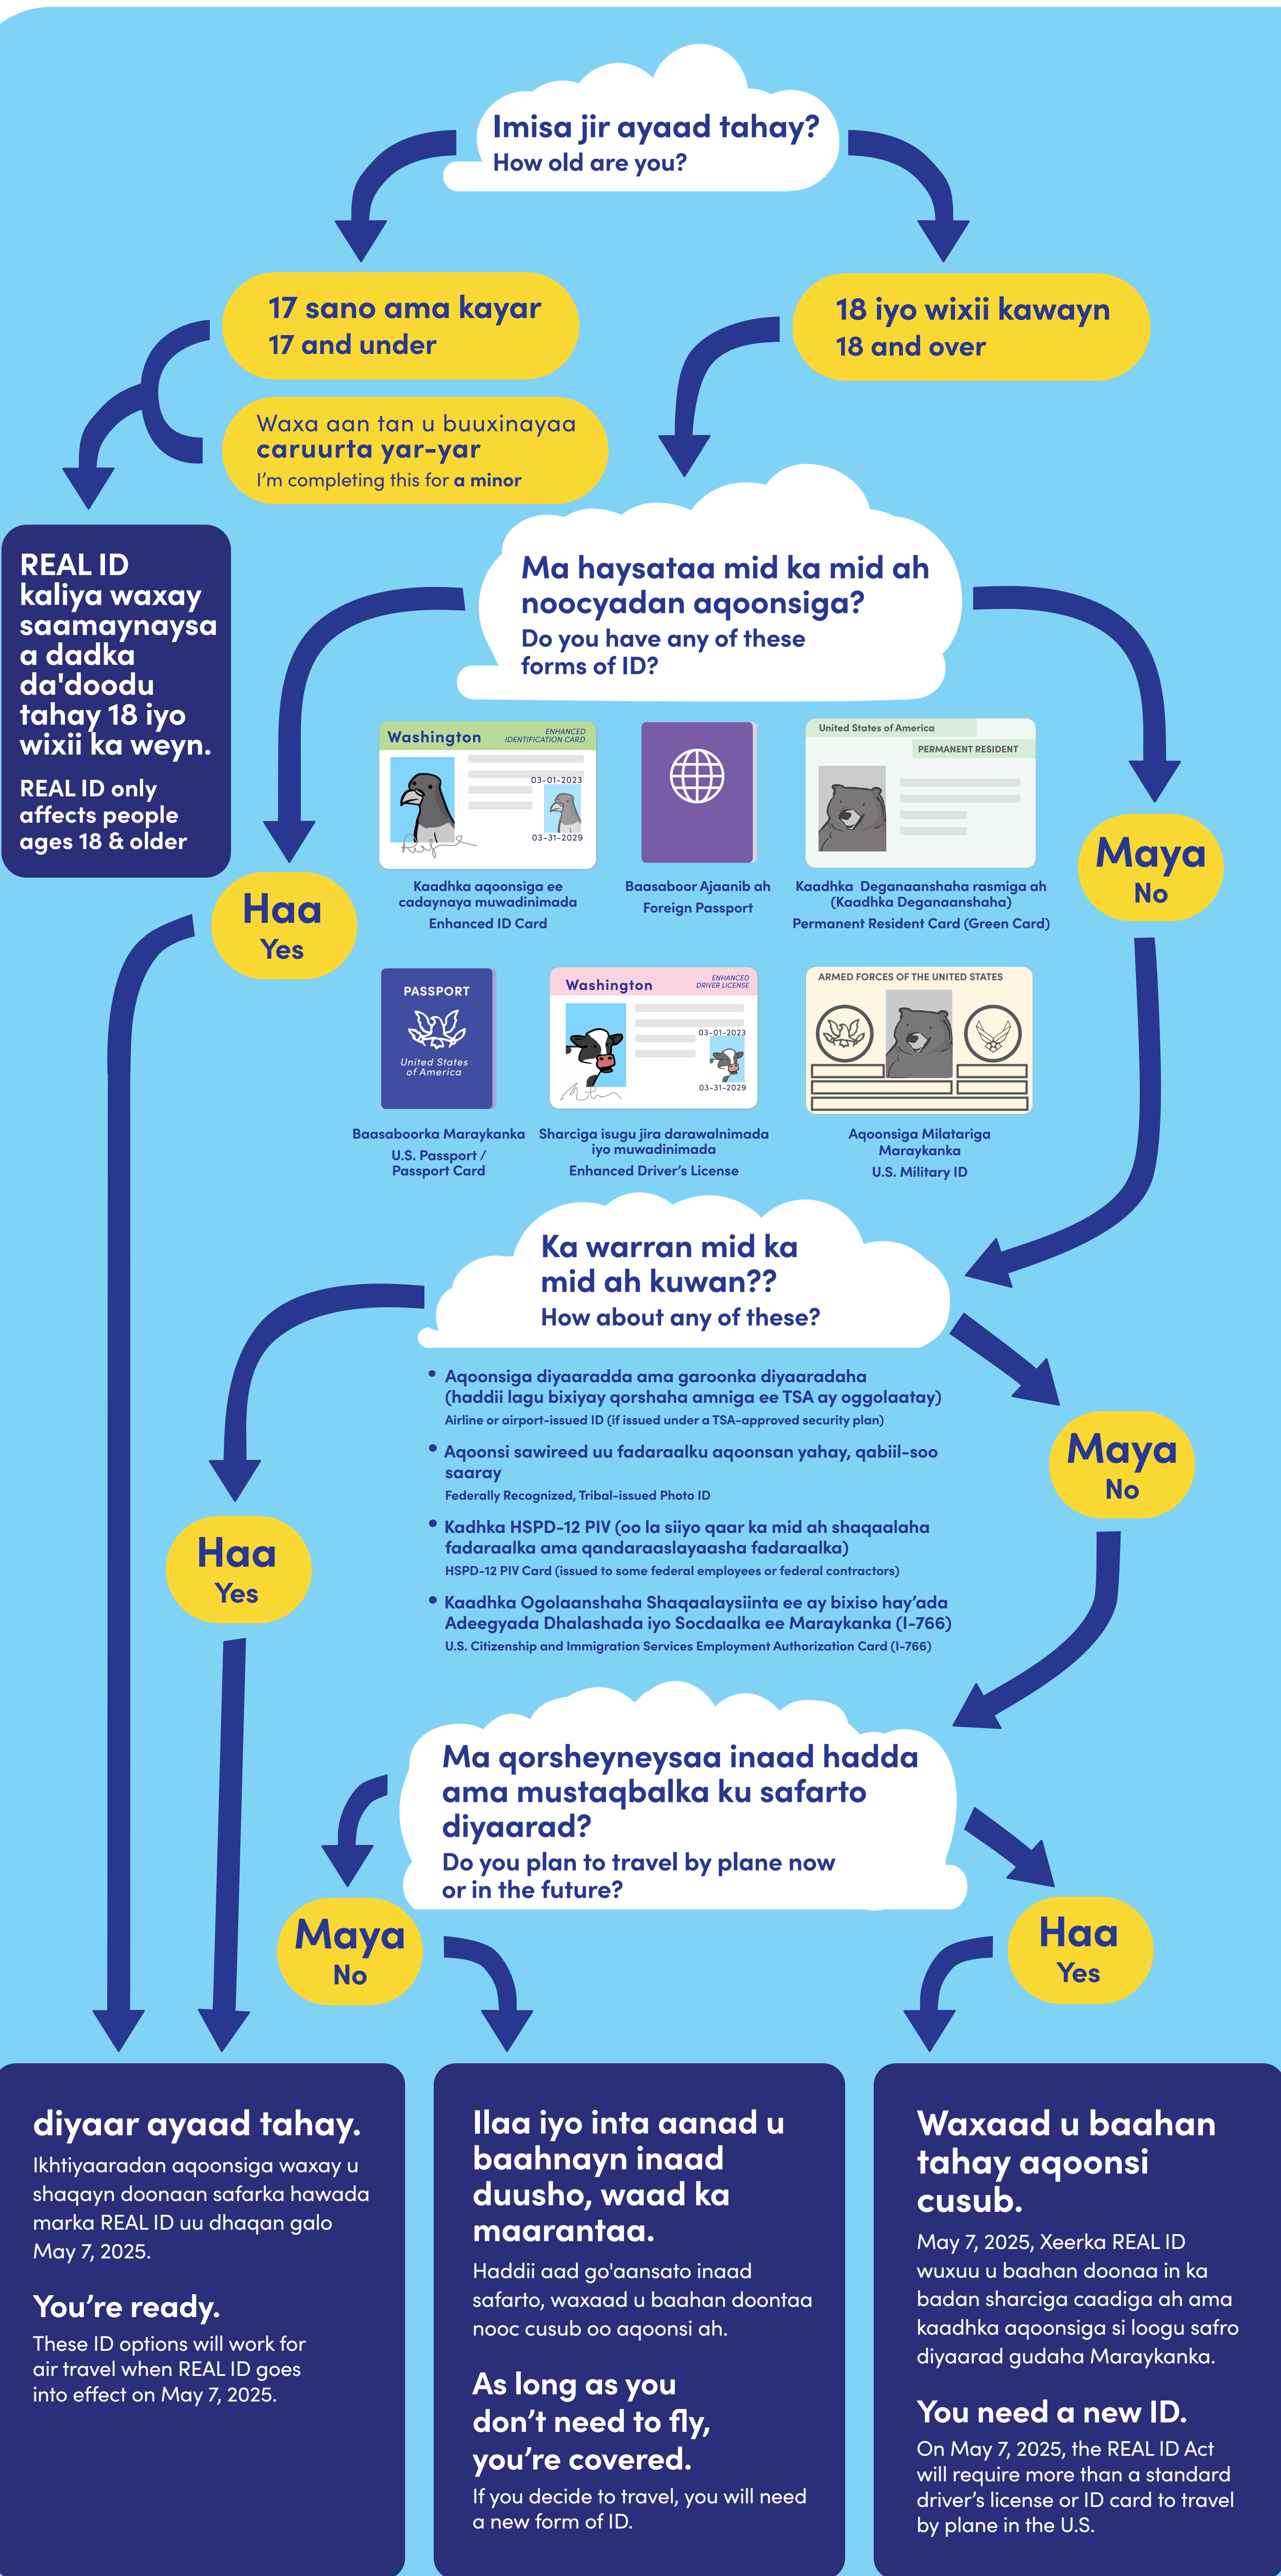 Imisa jir ayaad tahay?
How old are you?
17 sano ama kayar
17 and under
18 iyo wixii kawayn
18 and over
Waxa aan tan u buuxinayaa
caruurta yar-yar
I'm completing this for a minor
REAL ID
kaliya waxay
saamaynaysa
a dadka
da'doodu
tahay 18 iyo
wixii ka weyn.
REAL ID only
affects people
ages 18 & older
Ma haysataa mid ka mid ah
noocyadan aqoonsiga?
Do you have any of these
forms of ID?
Haa
Yes
Maya
No
Washington
ENHANCED
IDENTIFICATION CARD
03-01-2023
03-31-2029
Kaadhka aqoonsiga ee
cadaynaya muwadinimada
Enhanced ID Card
Baasaboor Ajaanib ah
Foreign Passport
United States of America
PERMANENT RESIDENT
Kaadhka Deganaanshaha rasmiga ah
(Kaadhka Deganaanshaha)
Permanent Resident Card (Green Card)
PASSPORT
United States
of America
Baasaboorka Maraykanka
U.S. Passport /
Passport Card
Washington
ENHANCED
DRIVER LICENSE
03-01-2023
03-31-2029
Sharciga isugu jira darawalnimada
iyo muwadinimada
Enhanced Driver's License
ARMED FORCES OF THE UNITED STATES
Aqoonsiga Milatariga
Maraykanka
U.S. Military ID
Ka warran mid ka
mid ah kuwan??
How about any of these?
• Aqoonsiga diyaaradda ama garoonka diyaaradaha
(haddii lagu bixiyay qorshaha amniga ee TSA ay oggolaatay)
Airline or airport-issued ID (if issued under a TSA-approved security plan)
• Aqoonsi sawireed uu fadaraalku aqoonsan yahay, qabiil-soo
saaray
Federally Recognized, Tribal-issued Photo ID
• Kadhka HSPD-12 PIV (oo la siiyo qaar ka mid ah shaqaalaha
fadaraalka ama qandaraaslayaasha fadaraalka)
HSPD-12 PIV Card (issued to some federal employees or federal contractors)
• Kaadhka Ogolaanshaha Shaqaalaysiinta ee ay bixiso hay'ada
Adeegyada Dhalashada iyo Socdaalka ee Maraykanka (I-766)
U.S. Citizenship and Immigration Services Employment Authorization Card (I-766)
Haa
Yes
Maya
No
Ma qorsheyneysaa inaad hadda
ama mustaqbalka ku safarto
diyaarad?
Do you plan to travel by plane now
or in the future?
Maya
No
Haa
Yes
diyaar ayaad tahay.
Ikhtiyaaradan aqoonsiga waxay u
shaqayn doonaan safarka hawada
marka REAL ID uu dhaqan galo
May 7, 2025.
You're ready.
These ID options will work for
air travel when REAL ID goes
into effect on May 7, 2025.
Ilaa iyo inta aanad u
baahnayn inaad
duusho, waad ka
maarantaa.
Haddii aad go'aansato inaad
safarto, waxaad u baahan doontaa
nooc cusub oo aqoonsi ah.
As long as you
don't need to fly,
you're covered.
If you decide to travel, you will need
a new form of ID.
Waxaad u baahan
tahay aqoonsi
cusub.
May 7, 2025, Xeerka REAL ID
wuxuu u baahan doonaa in ka
badan sharciga caadiga ah ama
kaadhka aqoonsiga si loogu safro
diyaarad gudaha Maraykanka.
You need a new ID.
On May 7, 2025, the REAL ID Act
will require more than a standard
driver's license or ID card to travel
by plane in the U.S.